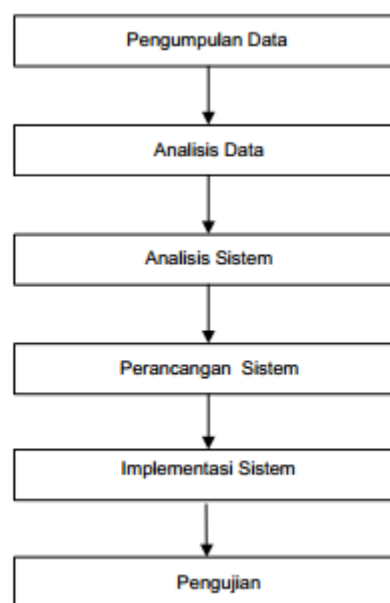 Pengumpulan Data
Analisis Data
Analisis Sistem
Perancangan Sistem
Implementasi Sistem
Pengujian